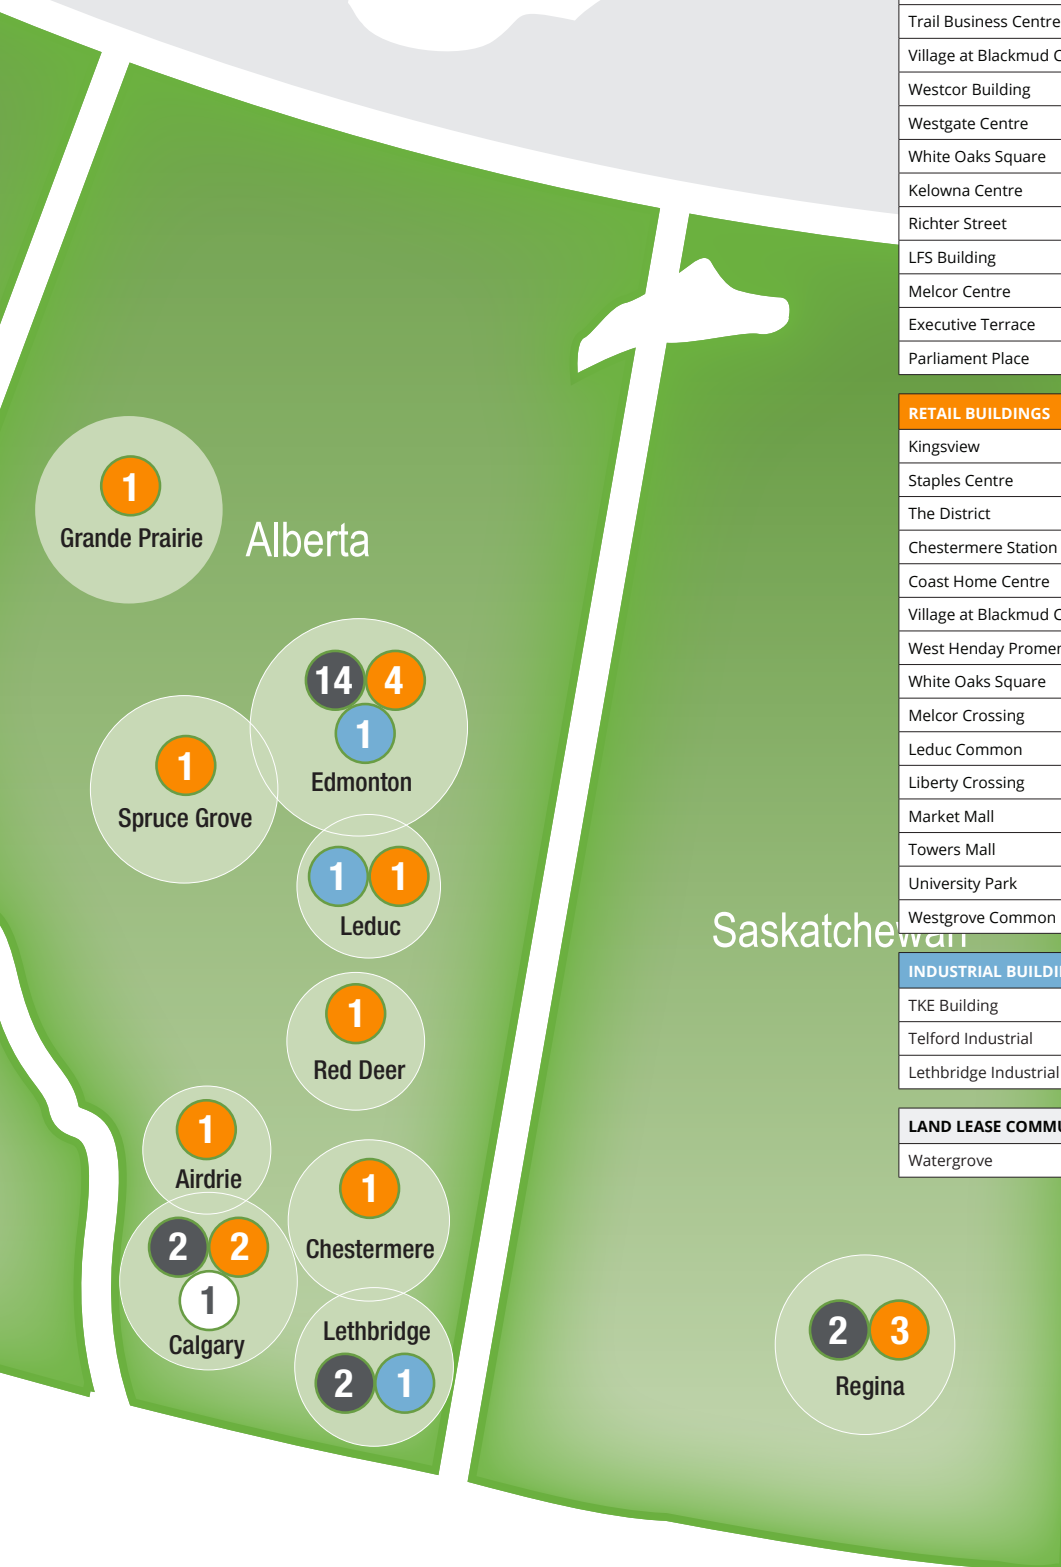 Trail Business Centre
Village at Blackmud
Westcor Building
Westgate Centre
White Oaks Square
Kelowna Centre
Richter Street
LFS Building
Melcor Centre
Executive Terrace
Parliament Place
RETAIL BUILDINGS
Kingsview
Staples Centre
The District
Chestermere Station
Coast Home Centre
Village at Blackmud
West Henday
White Oaks Square
Melcor Crossing
Leduc Common
Liberty Crossing
Market Mall
Towers Mall
University Park
Westgrove Common
INDUSTRIAL
TKE Building
Telford Industrial
Lethbridge Industrial
LAND LEASE
Watergrove
1
Grande Prairie
Alberta
14 4
1
Edmonton
1
Spruce Grove
1 1
Leduc
1
Red Deer
1
Airdrie
2 2
1
Calgary
1
Chestermere
Lethbridge
2 1
Saskatchewan
2 3
Regina